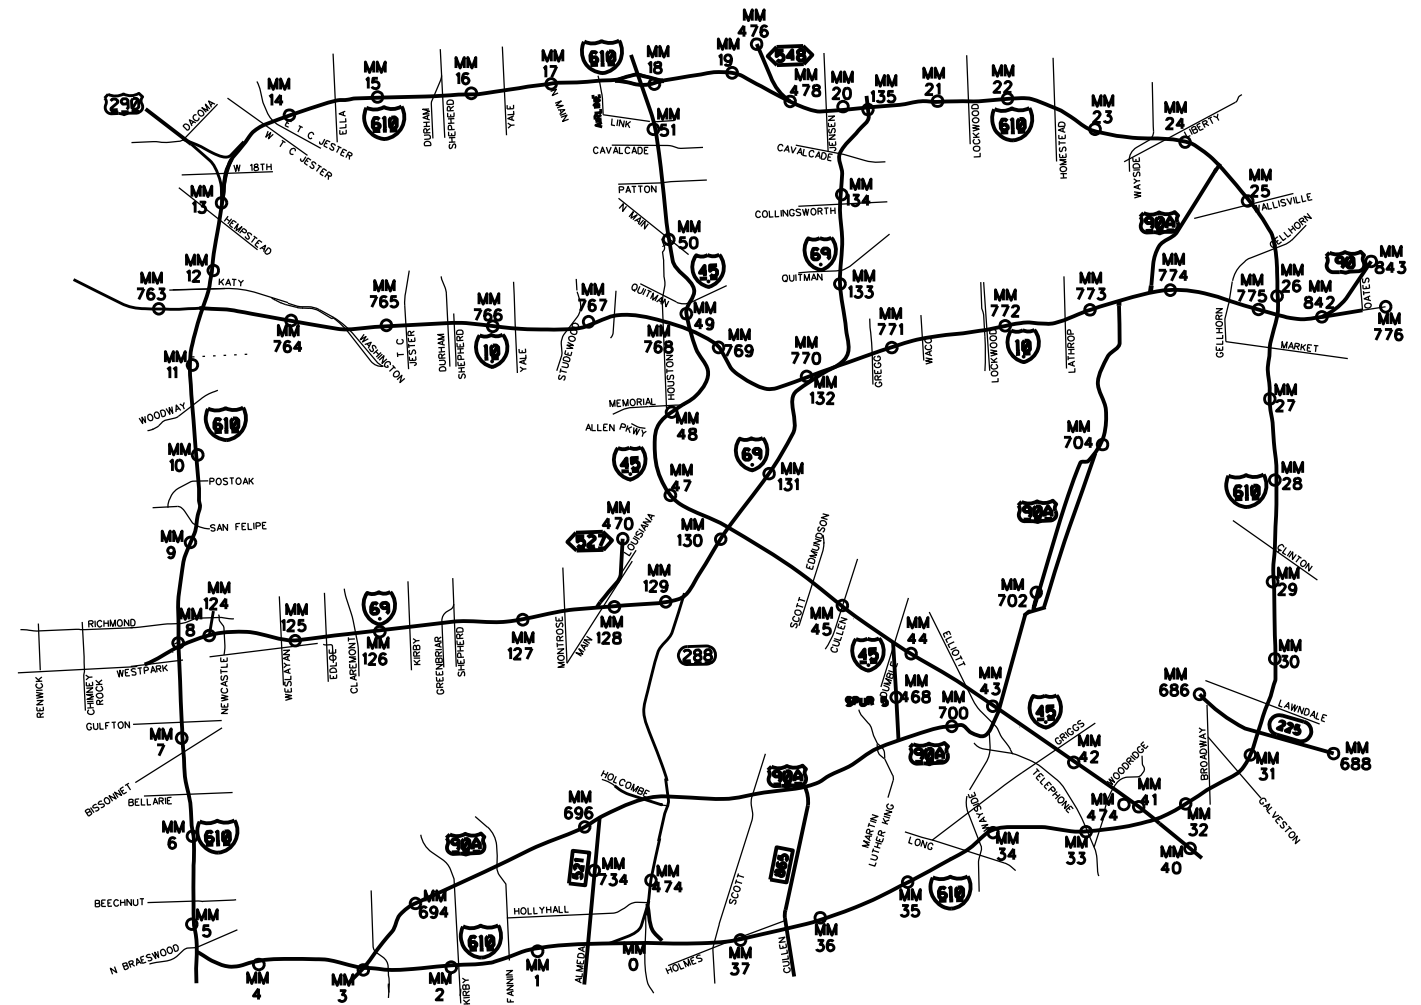 MM
476
548
MM
19
610
MM
18
MM
17
MM
16
MM
15
MM
14
290
DACOMA
E T C JESTER
W T C JESTER
ELLA
610
DURHAM
SHEPHERD
YALE
N MAIN
AIRLINE
LINK
MM
51
CAVALCADE
MM
478
MM
20
MM
135
JENSEN
CAVALCADE
MM
21
MM
22
LOCKWOOD
610
HOMESTEAD
MM
23
MM
24
WAYSIDE
LIBERTY
W 18TH
MM
13
HEMPSTEAD
PATTON
N MAIN
MM
50
45
MM
134
COLLINGSWORTH
69
QUITMAN
MM
133
MM
25
WALLISVILLE
90A
GELLHORN
90
MM
843
OATES
MM
12
KATY
MM
763
MM
764
MM
765
MM
766
MM
767
10
T C
JESTER
DURHAM
SHEPHERD
YALE
STUDEWOOD
WASHINGTON
QUITMAN
MM
49
MM
768
MM
769
HOUSTON
MM
770
MM
132
MM
771
GREGG
WACO
MM
772
LOCKWOOD
10
MM
773
LATHROP
MM
774
MM
775
MM
26
MM
842
MM
776
GELLHORN
MARKET
MM
11
WOODWAY
610
MM
10
POSTOAK
SAN FELIPE
MM
9
MEMORIAL
ALLEN PKWY
MM
48
45
MM
47
69
MM
131
MM
130
MM
704
90A
MM
702
MM
27
MM
28
610
CLINTON
MM
29
MM
30
527
MM
470
LOUISIANA
MM
129
MM
128
MM
127
MONTROSE
MAIN
69
MM
126
MM
125
MM
124
MM
8
RICHMOND
WESTPARK
RENWICK
CHIMNEY
ROCK
NEWCASTLE
WESLAYAN
EDLOE
CLAREMONT
KIRBY
GREENBRIAR
SHEPHERD
288
SCOTT
EDMUNDSON
MM
45
CULLEN
MM
44
45
ELLIOTT
DUMBLE
MM
468
SPUR 5
MM
700
MM
43
45
GRIGGS
MM
42
MM
686
LAWNDALE
225
MM
688
BROADWAY
MM
31
GALVESTON
GULFTON
MM
7
BISSONNET
BELLARIE
MM
6
610
HOLCOMBE
MM
696
90A
90A
90A
521
MM
734
MM
474
865
SCOTT
MARTIN
LUTHER KING
WAYSIDE
TELEPHONE
WOODRIDGE
MM
474
MM
41
MM
32
MM
33
MM
34
MM
40
LONG
MM
35
610
MM
36
MM
694
BEECHNUT
MM
5
N BRAESWOOD
HOLLYHALL
610
MM
4
MM
3
MM
2
KIRBY
FANNIN
MM
1
ALMEDA
MM
0
HOLMES
MM
37
CULLEN